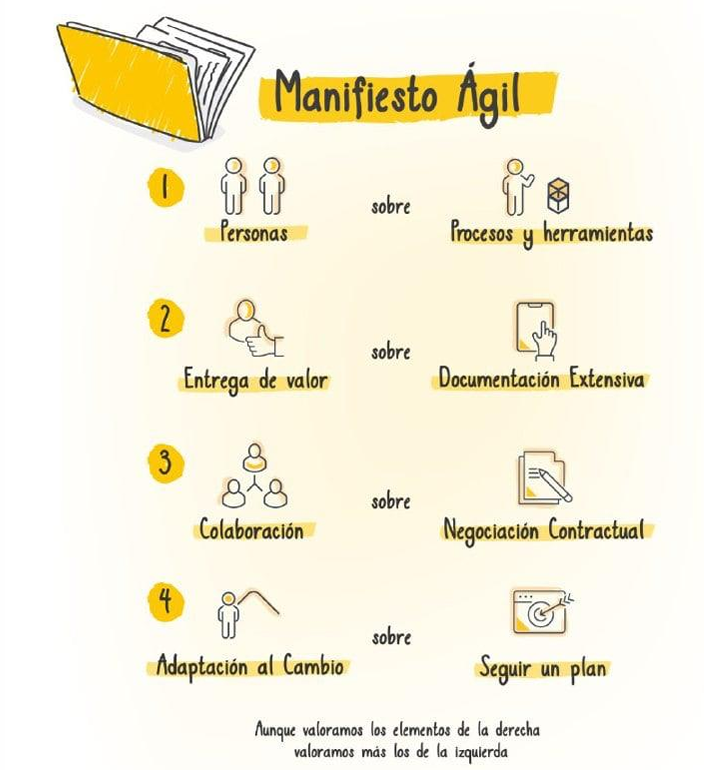 Manifiesto Ágil
1
sobre
Personas
Procesos y herramientas
2
sobre
Entrega de valor
Documentación Extensiva
3
sobre
Colaboración
Negociación Contractual
4
sobre
Adaptación al Cambio
Seguir un plan
Aunque valoramos los elementos de la derecha
valoramos más los de la izquierda